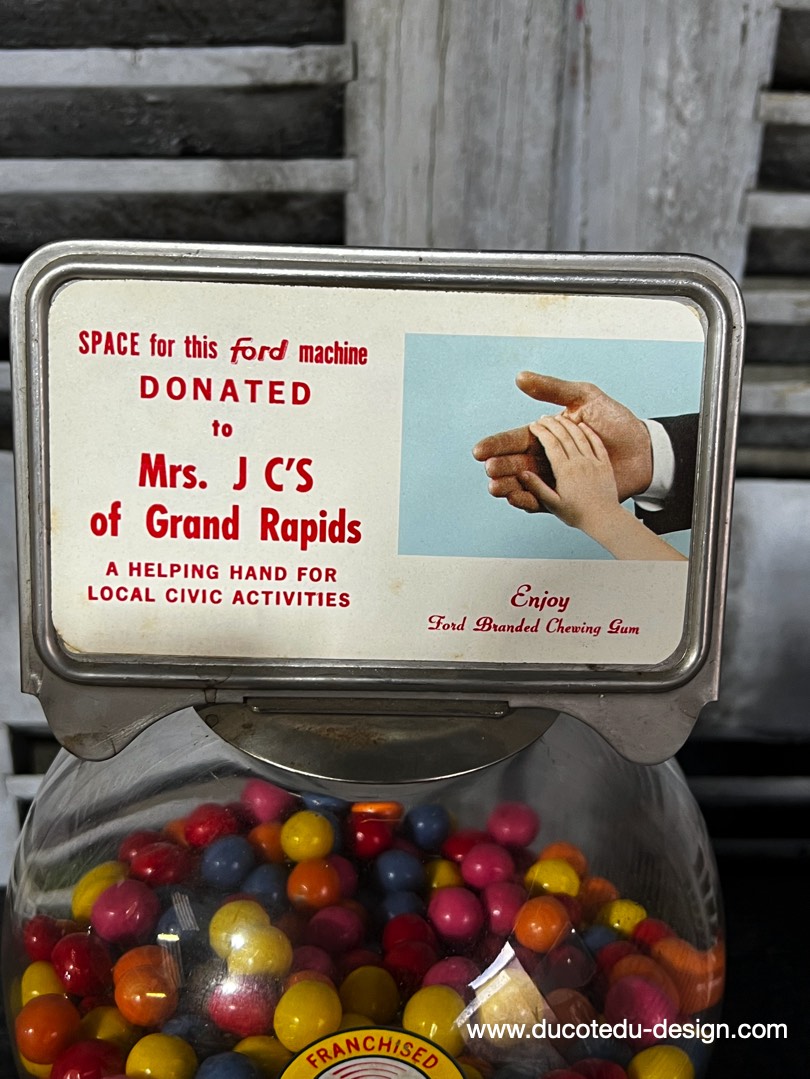 SPACE for this ford machine
DONATED
to
Mrs. J C'S
of Grand Rapids
A HELPING HAND FOR
LOCAL CIVIC ACTIVITIES
Enjoy
Ford Branded Chewing Gum
FRANCHISED
www.ducotedu-design.com